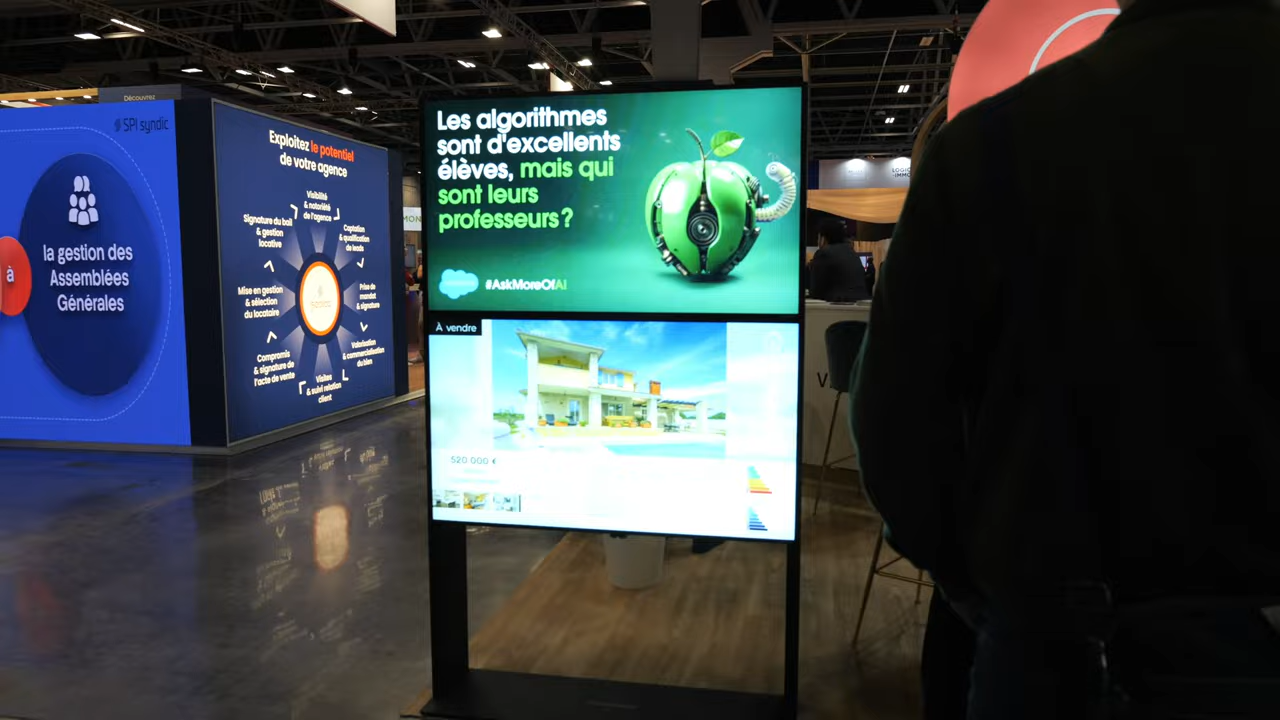 Découvrez
SPI syndic
à
la gestion des
Assemblées
Générales
Exploitez le potentiel
de votre agence
Visibilité
& notoriété
de l'agence
Captation
& qualification
de leads
Prise de
mandat
& signature
Valorisation
& commercialisation
du bien
Visites
& suivi relation
client
Compromis
& signature de
l'acte de vente
Mise en gestion
& sélection
du locataire
Signature du bail
& gestion
locative
Les algorithmes
sont d'excellents
élèves, mais qui
sont leurs
professeurs ?
#AskMoreOfAI
À vendre
520 000 €